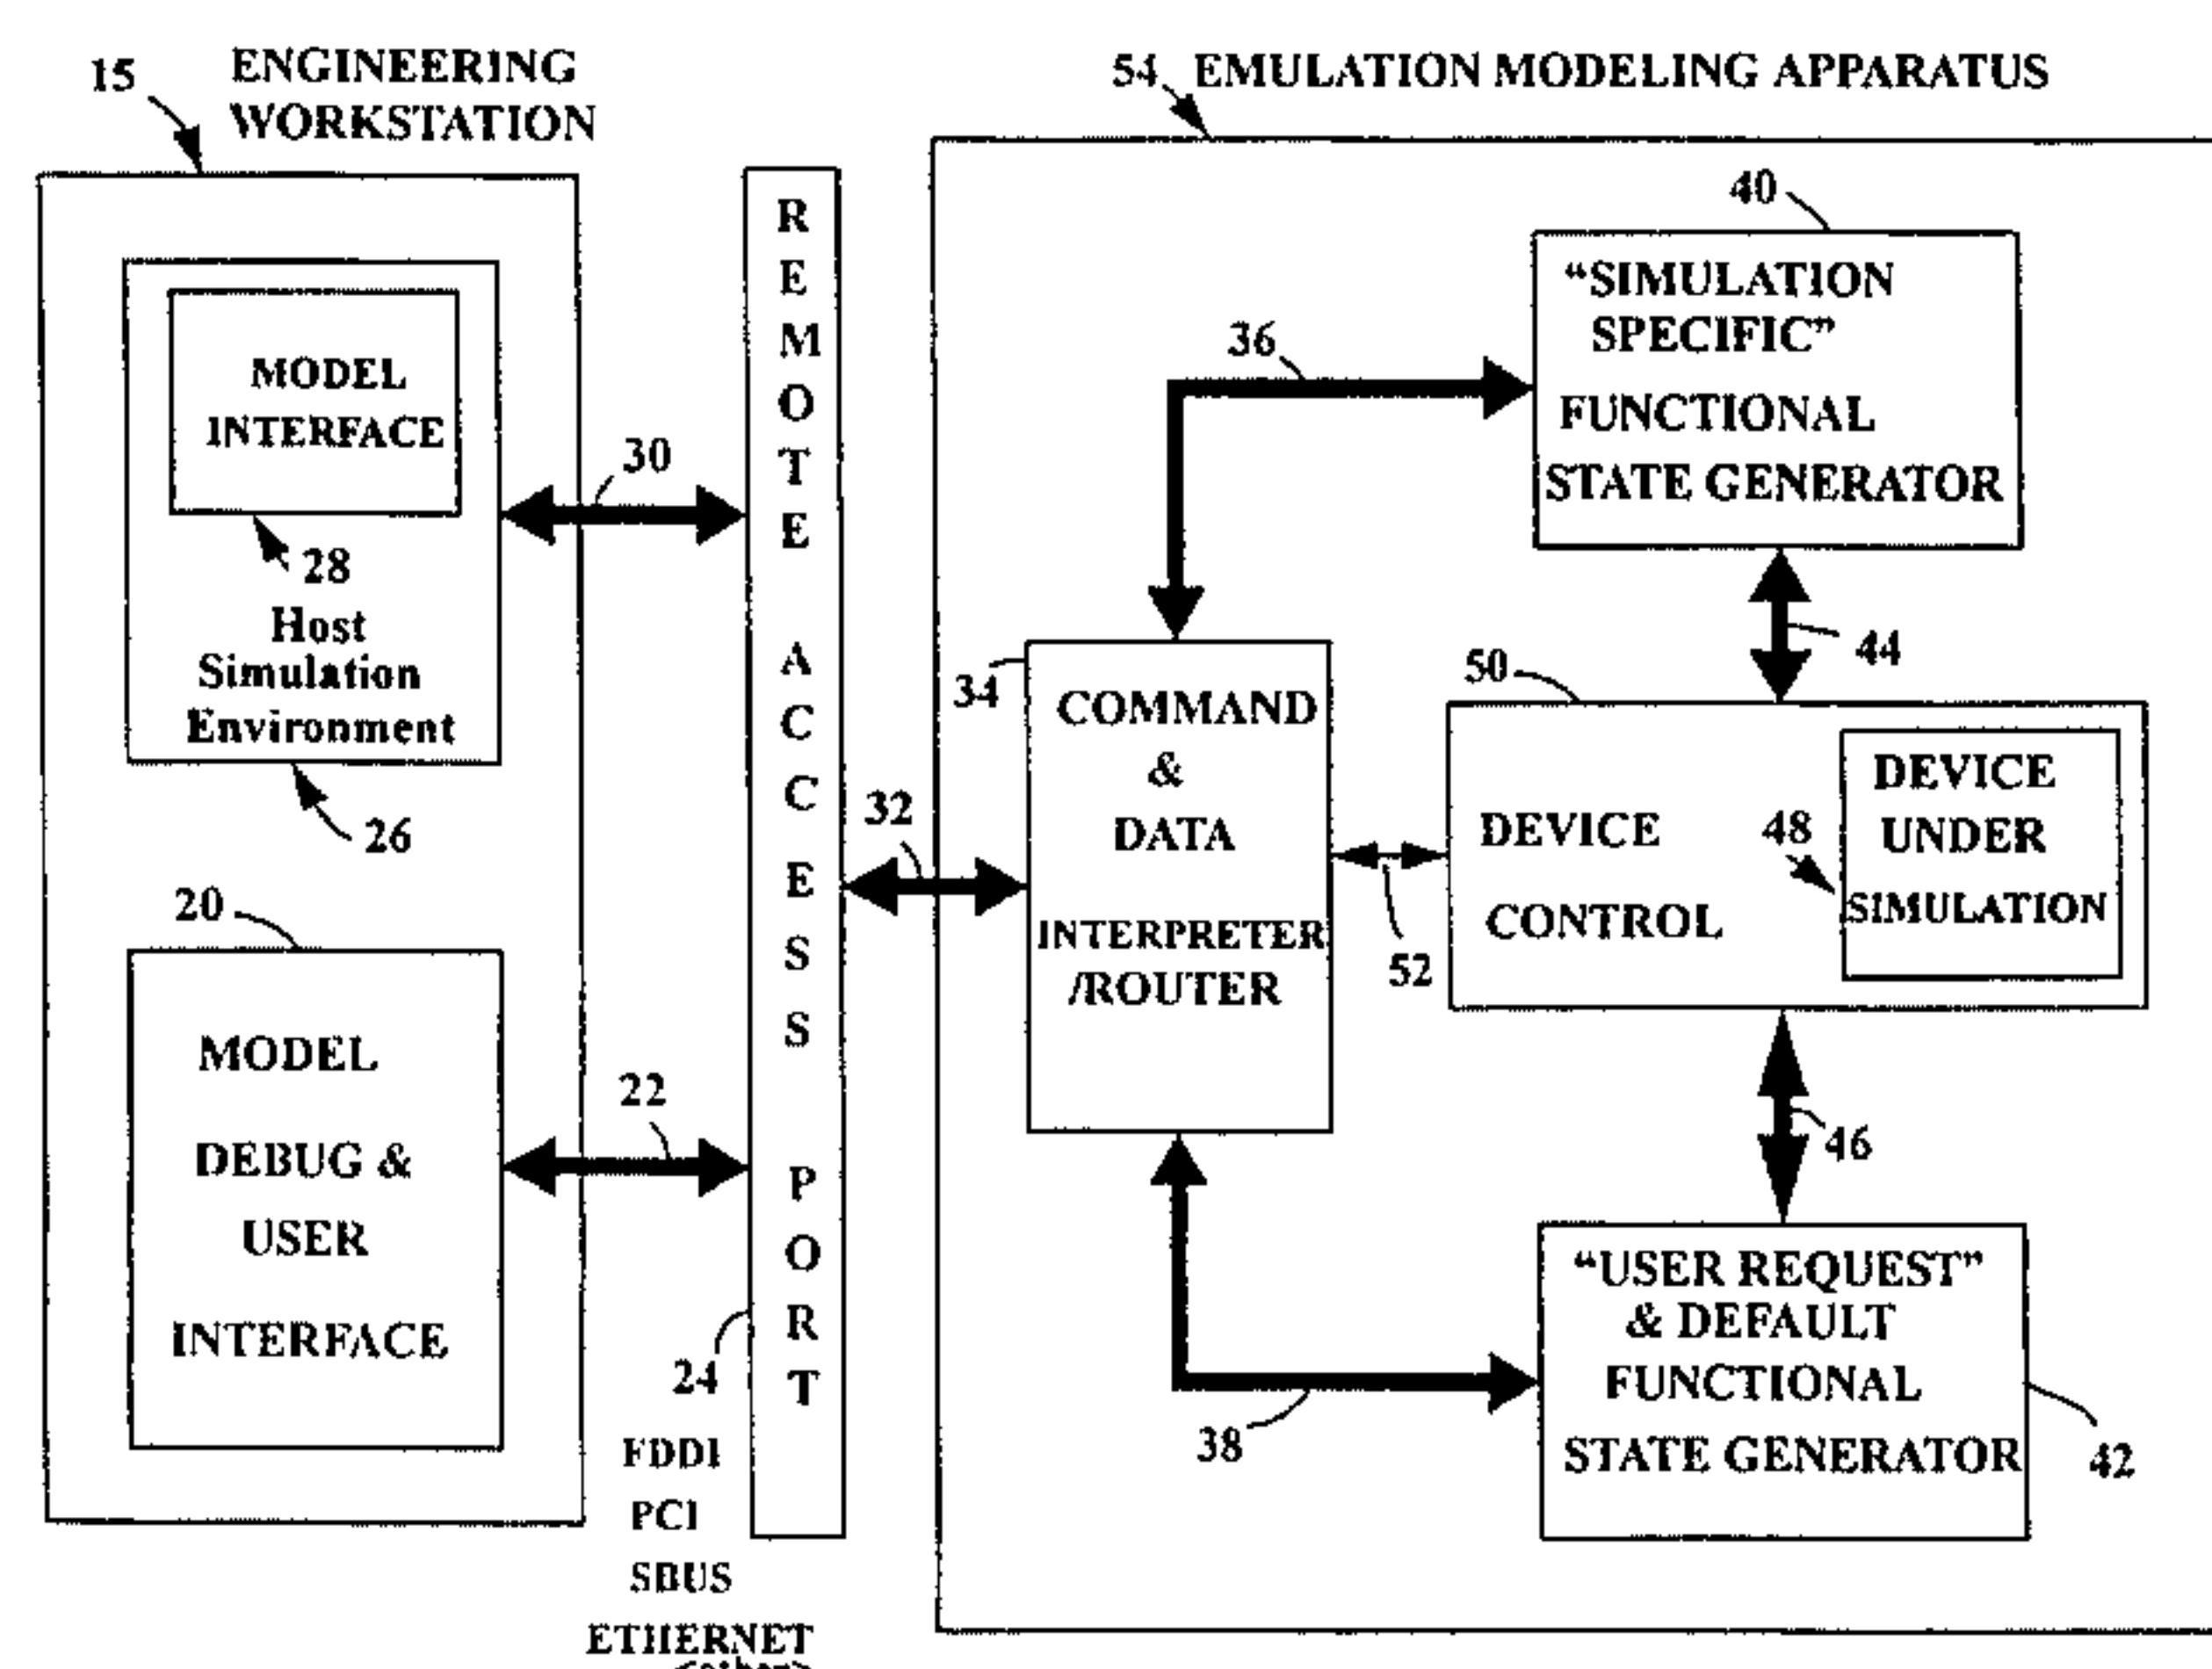 15
ENGINEERING
WORKSTATION
MODEL
INTERFACE
28
Host
Simulation
Environment
26
20
MODEL
DEBUG &
USER
INTERFACE
30
22
REMOTE ACCESS PORT
24
FDDI
PCI
SBUS
ETHERNET
32
54 EMULATION MODELING APPARATUS
40
"SIMULATION
SPECIFIC"
FUNCTIONAL
STATE GENERATOR
36
44
34
COMMAND
&
DATA
INTERPRETER
/ROUTER
52
50
DEVICE
CONTROL
48
DEVICE
UNDER
SIMULATION
46
38
"USER REQUEST"
& DEFAULT
FUNCTIONAL
STATE GENERATOR
42